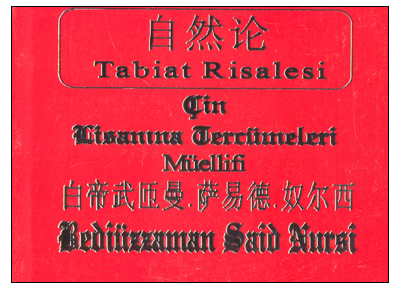 自然论
Tabiat Risalesi
Çin
Lisanına Tercümeleri
Müellifi
白帝武匝曼.萨易德.奴尔西
Bediüzzaman Said Nursi